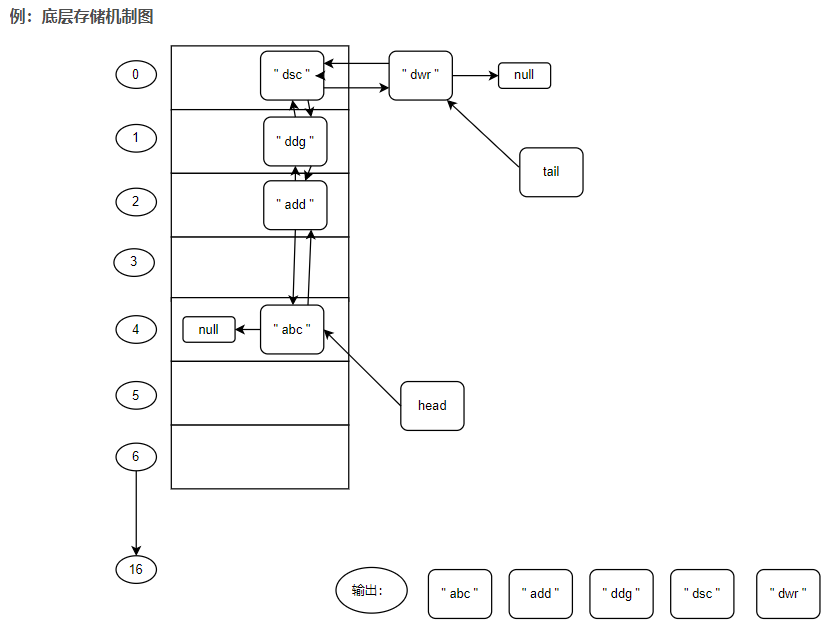 例：底层存储机制图
0
" dsc "
" dwr "
null
1
" ddg "
tail
2
" add "
3
4
null
" abc "
5
head
6
16
输出：
" abc "
" add "
" ddg "
" dsc "
" dwr "